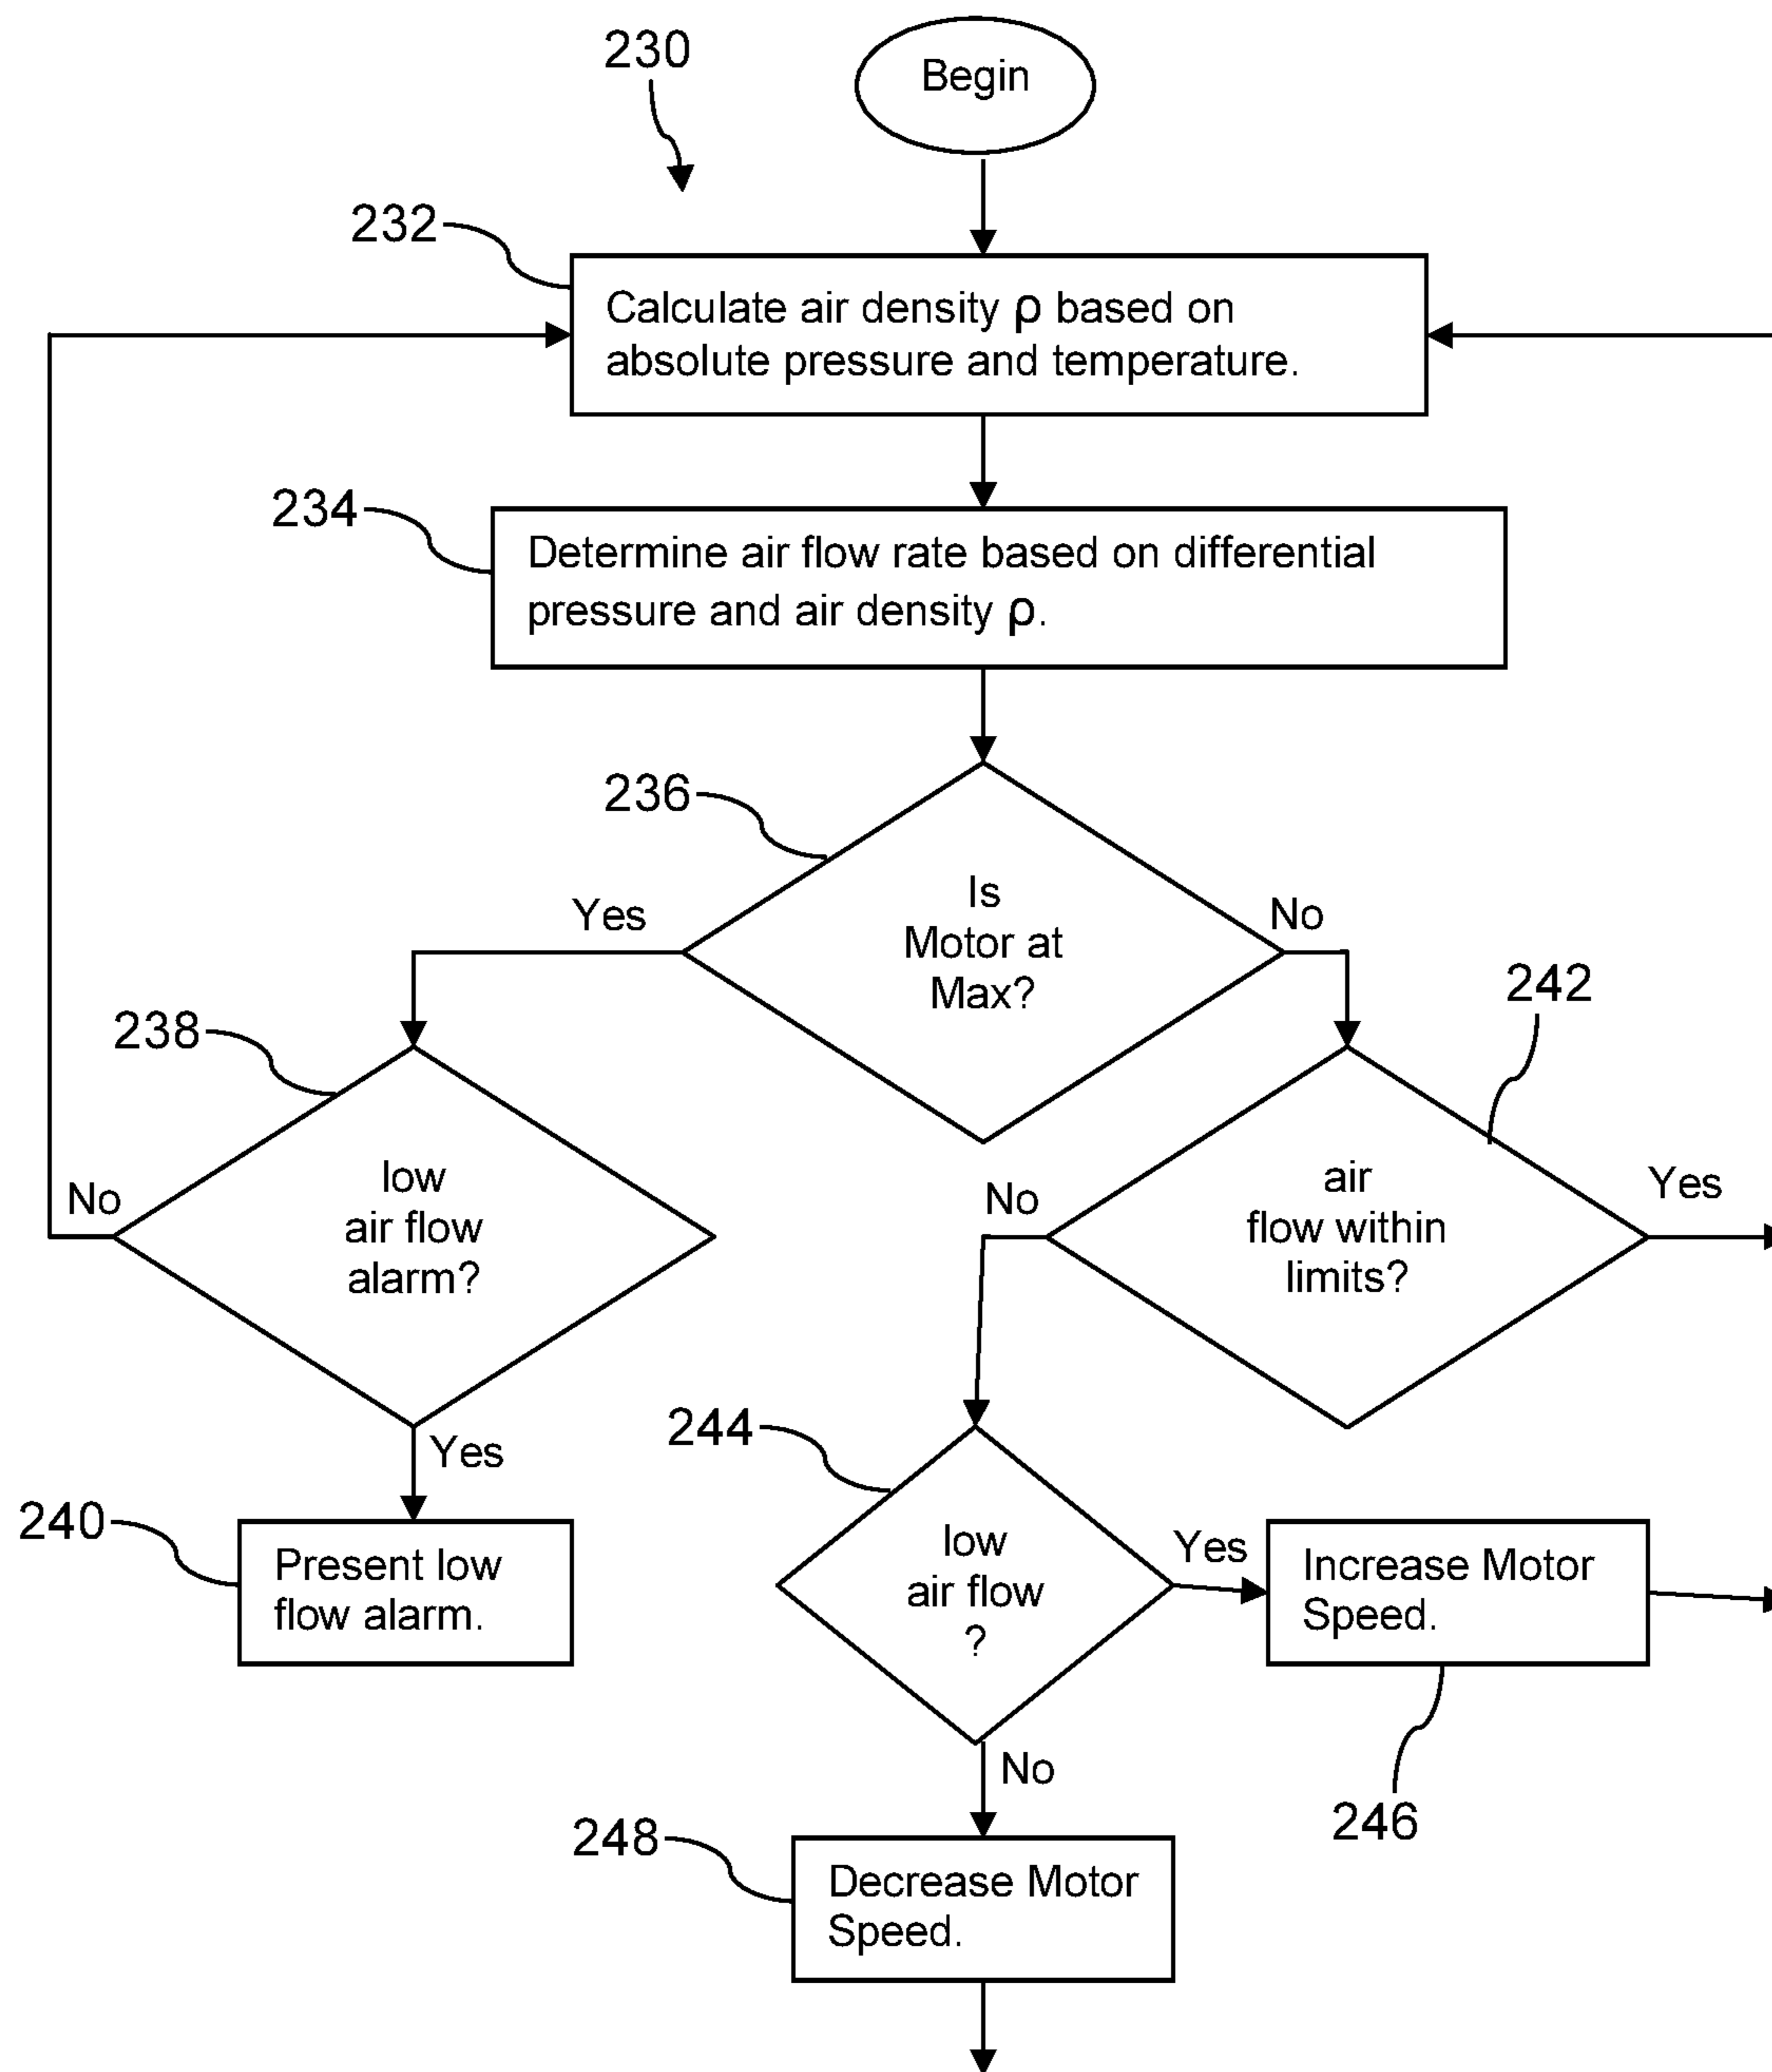 230
Begin
232
Calculate air density ρ based on
absolute pressure and temperature.
234
Determine air flow rate based on differential
pressure and air density ρ.
236
Is
Motor at
Max?
Yes
No
238
low
air flow
alarm?
No
Yes
242
air
flow within
limits?
No
Yes
240
Present low
flow alarm.
244
low
air flow
?
Yes
No
Increase Motor
Speed.
246
248
Decrease Motor
Speed.